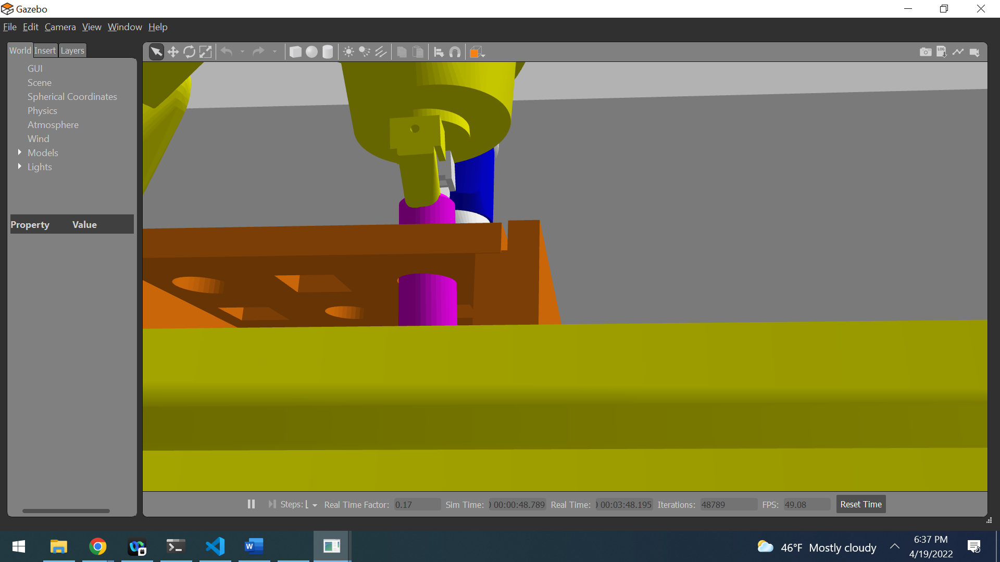 Gazebo
File Edit Camera View Window Help
World Insert Layers
LOG
GUI
Scene
Spherical Coordinates
Physics
Atmosphere
Wind
Models
Lights
Property Value
Steps: Real Time Factor: 0.17 Sim Time: 00:00:48.789 Real Time: 00:03:48.195 Iterations: 48789 FPS: 49.08 Reset Time
W
46°F Mostly cloudy
6:37 PM
4/19/2022